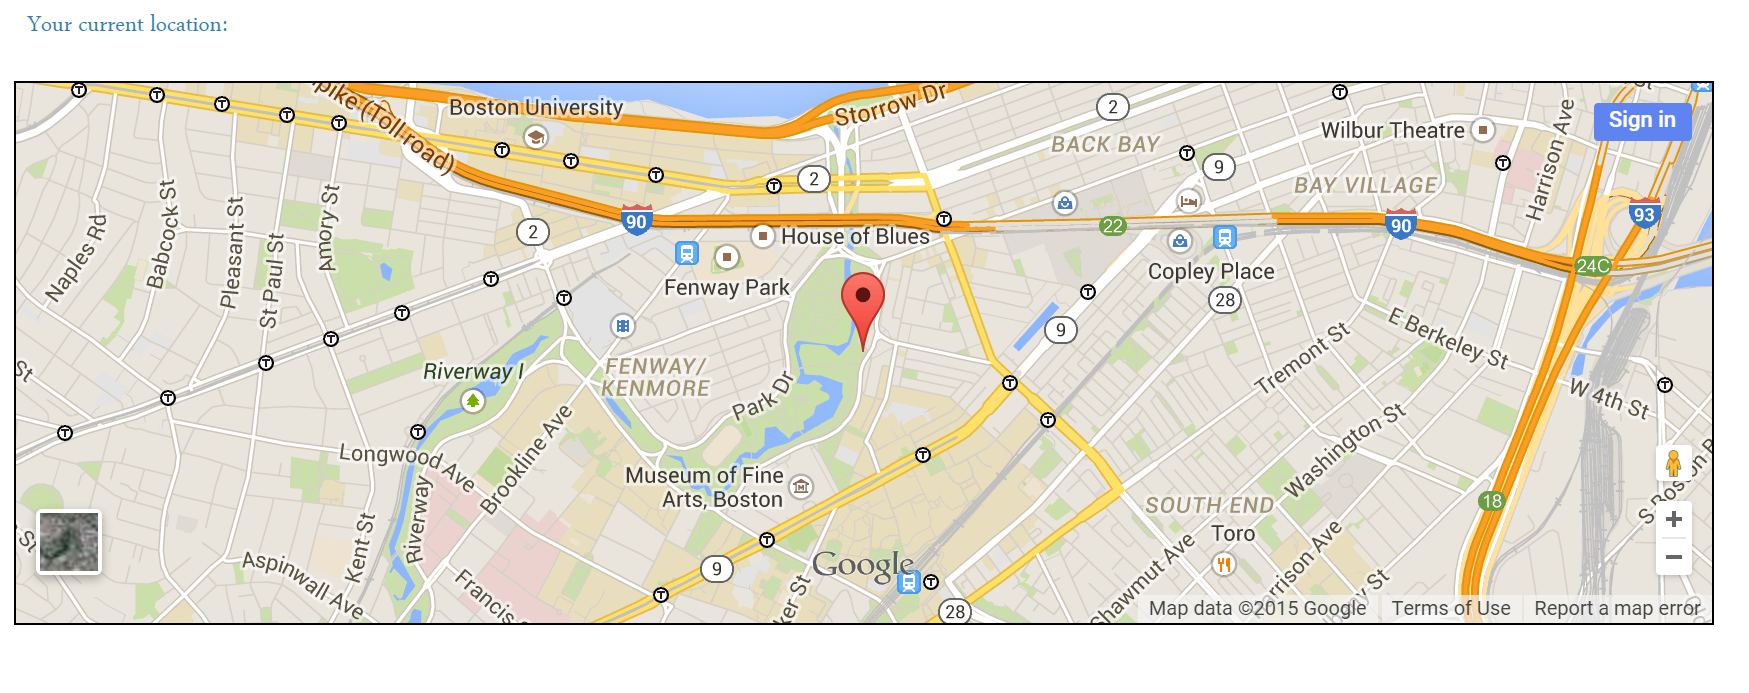 Your current location:
pike (Toll road)
Boston University
Storrow Dr
2
BACK BAY
Wilbur Theatre
Harrison Ave
Sign in
St
9
BAY VILLAGE
2
Naples Rd
Babcock St
Pleasant St
St Paul St
Amory St
2
90
House of Blues
22
90
93
Fenway Park
Copley Place
28
24C
9
E Berkeley St
Tremont St
W 4th St
St
Riverway I
FENWAY/
KENMORE
Park Dr
Washington St
Longwood Ave
Brookline Ave
Museum of Fine
Arts, Boston
SOUTH END
Toro
18
Riverway
Kent St
St
Aspinwall Ave
Francis
9
Google
ker St
28
Shawmut Ave
rrison Ave
y St
S Boston
Map data ©2015 Google
Terms of Use
Report a map error